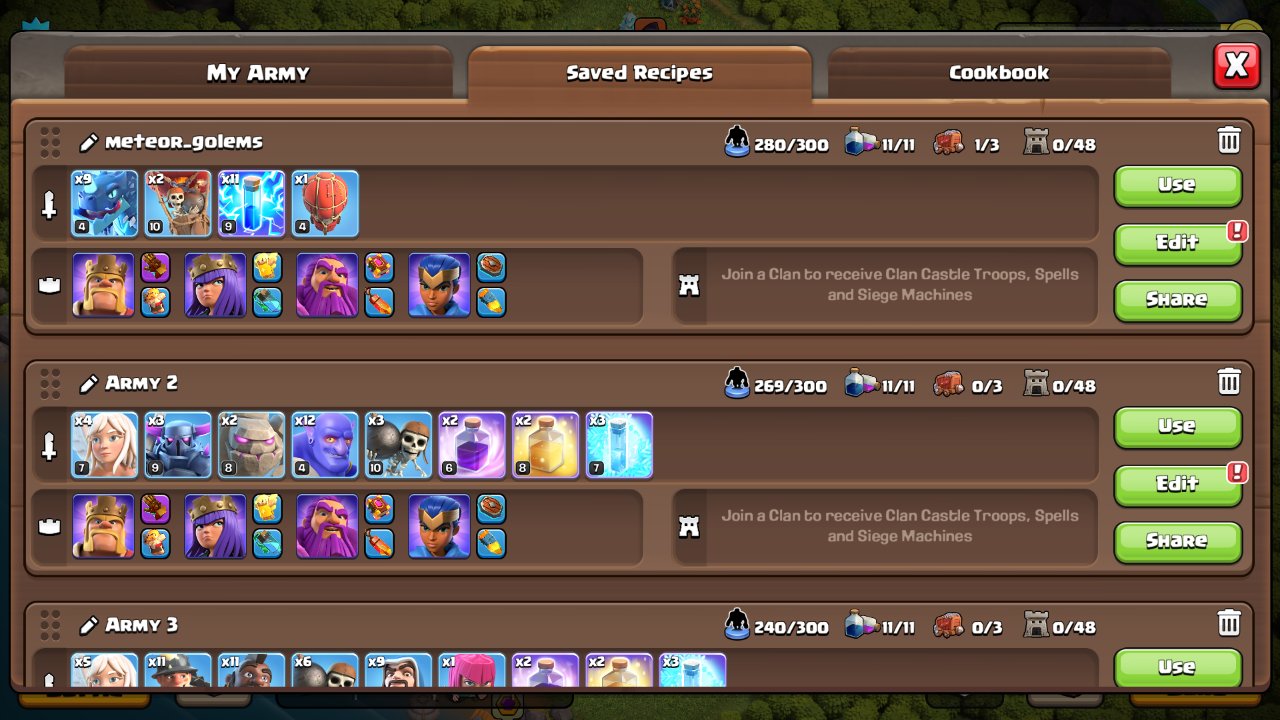 My Army
Saved Recipes
Cookbook
X
meteor_golems
280/300
11/11
1/3
0/48
x9
4
x2
10
x11
9
x1
4
Use
Edit
!
Share
Join a Clan to receive Clan Castle Troops, Spells
and Siege Machines
Army 2
269/300
11/11
0/3
0/48
x4
7
x3
9
x2
8
x12
4
x3
10
x2
6
x2
8
x3
7
Use
Edit
!
Share
Join a Clan to receive Clan Castle Troops, Spells
and Siege Machines
Army 3
240/300
11/11
0/3
0/48
x5
x11
x11
x6
x9
x1
x2
x2
x3
Use